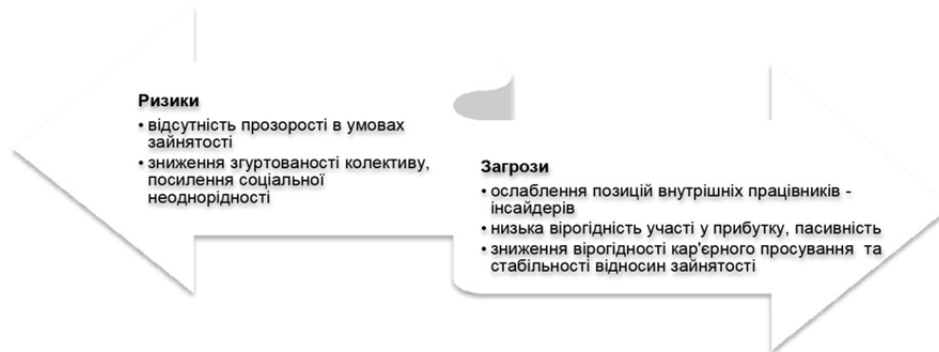 Ризики
• відсутність прозорості в умовах
зайнятості
• зниження згуртованості колективу,
посилення соціальної
неоднорідності
Загрози
• ослаблення позицій внутрішніх працівників -
інсайдерів
• низька вірогідність участі у прибутку, пасивність
• зниження вірогідності кар'єрного просування та
стабільності відносин зайнятості